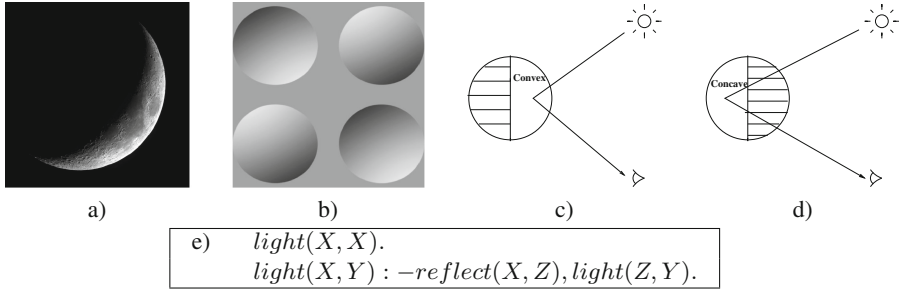 Convex
Concave
a) b) c) d)
e) light(X, X).
light(X, Y) : −reflect(X, Z), light(Z, Y).